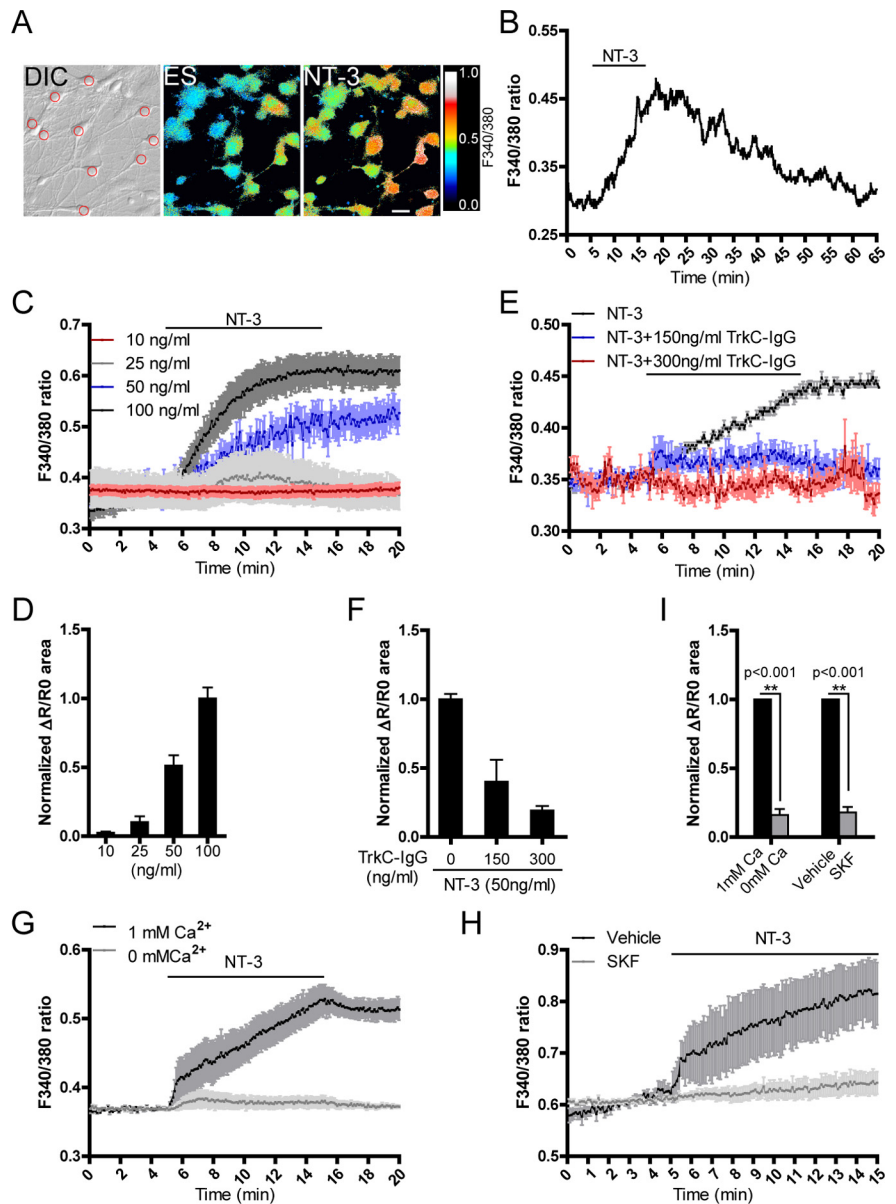 A
DIC
ES
NT-3
1.0
0.5
0.0
F340/380
B
NT-3
0.45
0.35
0.25
F340/380 ratio
0 5 10 15 20 25 30 35 40 45 50 55 60 65
Time (min)
C
NT-3
10 ng/ml
25 ng/ml
50 ng/ml
100 ng/ml
0.7
0.6
0.5
0.4
0.3
F340/380 ratio
0 2 4 6 8 10 12 14 16 18 20
Time (min)
E
NT-3
NT-3+150ng/ml TrkC-IgG
NT-3+300ng/ml TrkC-IgG
0.50
0.45
0.40
0.35
0.30
F340/380 ratio
0 2 4 6 8 10 12 14 16 18 20
Time (min)
D
1.5
1.0
0.5
0.0
Normalized ΔR/R0 area
10 25 50 100
(ng/ml)
F
1.5
1.0
0.5
0.0
Normalized ΔR/R0 area
TrkC-IgG 0 150 300
(ng/ml)
NT-3 (50ng/ml)
I
1.5
1.0
0.5
0.0
Normalized ΔR/R0 area
p<0.001 p<0.001
** **
1mM Ca
0mM Ca
Vehicle
SKF
G
1 mM Ca2+
0 mMCa2+
NT-3
0.6
0.5
0.4
0.3
F340/380 ratio
0 2 4 6 8 10 12 14 16 18 20
Time (min)
H
Vehicle
SKF
NT-3
0.9
0.8
0.7
0.6
0.5
F340/380 ratio
0 1 2 3 4 5 6 7 8 9 10 11 12 13 14 15
Time (min)